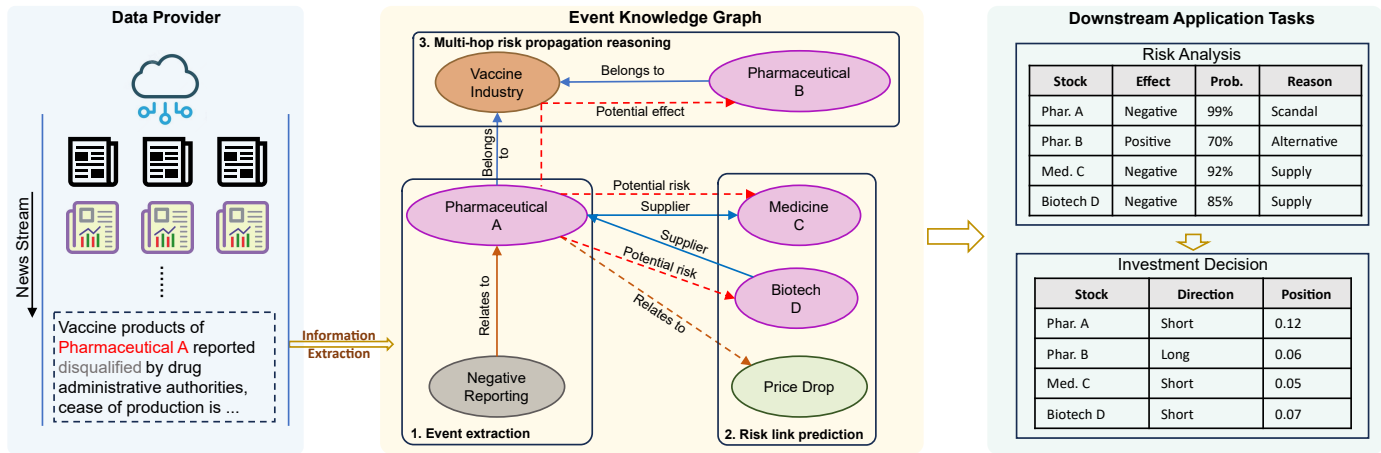 Data Provider
News Stream
Vaccine products of
Pharmaceutical A reported
disqualified by drug
administrative authorities,
cease of production is ...
Information
Extraction
Event Knowledge Graph
3. Multi-hop risk propagation reasoning
Vaccine
Industry
Belongs to
Pharmaceutical
B
Potential effect
Belongs
to
Pharmaceutical
A
Potential risk
Supplier
Medicine
C
Supplier
Potential risk
Biotech
D
Relates to
Relates to
Negative
Reporting
Price Drop
1. Event extraction
2. Risk link prediction
Downstream Application Tasks
Risk Analysis
Stock Effect Prob. Reason
Phar. A Negative 99% Scandal
Phar. B Positive 70% Alternative
Med. C Negative 92% Supply
Biotech D Negative 85% Supply
Investment Decision
Stock Direction Position
Phar. A Short 0.12
Phar. B Long 0.06
Med. C Short 0.05
Biotech D Short 0.07